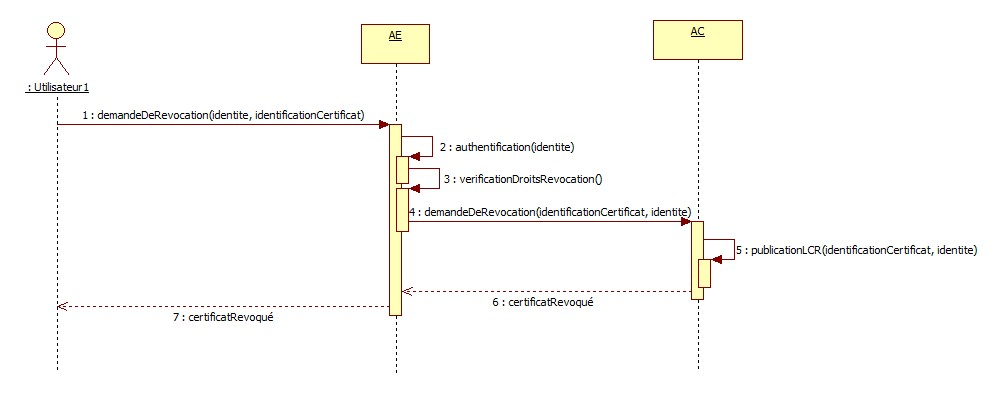 AE
AC
: Utilisateur1
1 : demandeDeRevocation(identite, identificationCertificat)
2 : authentification(identite)
3 : verificationDroitsRevocation()
4 : demandeDeRevocation(identificationCertificat, identite)
5 : publicationLCR(identificationCertificat, identite)
6 : certificatRevoqué
7 : certificatRevoqué